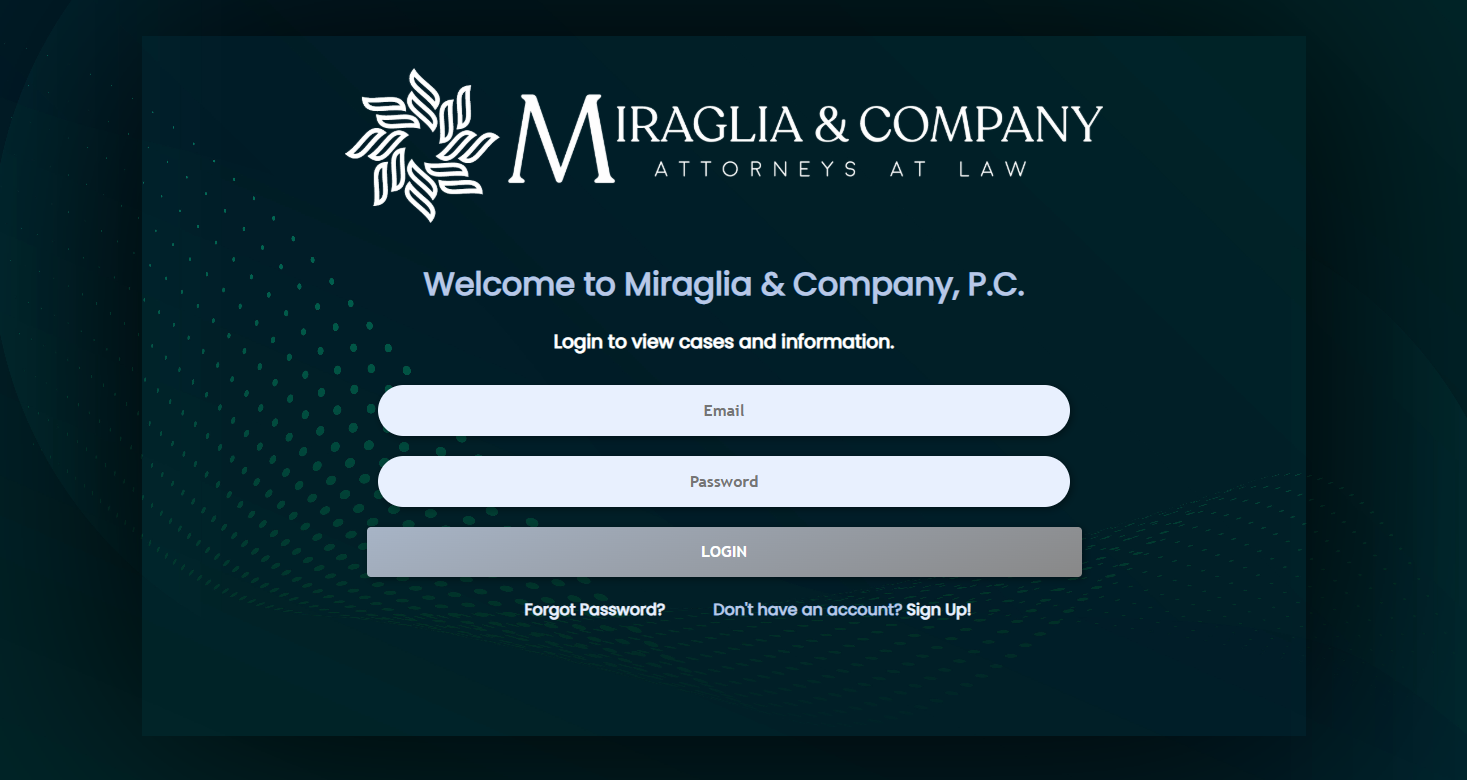 MIRAGLIA & COMPANY
ATTORNEYS AT LAW
Welcome to Miraglia & Company, P.C.
Login to view cases and information.
Email
Password
LOGIN
Forgot Password? Don't have an account? Sign Up!